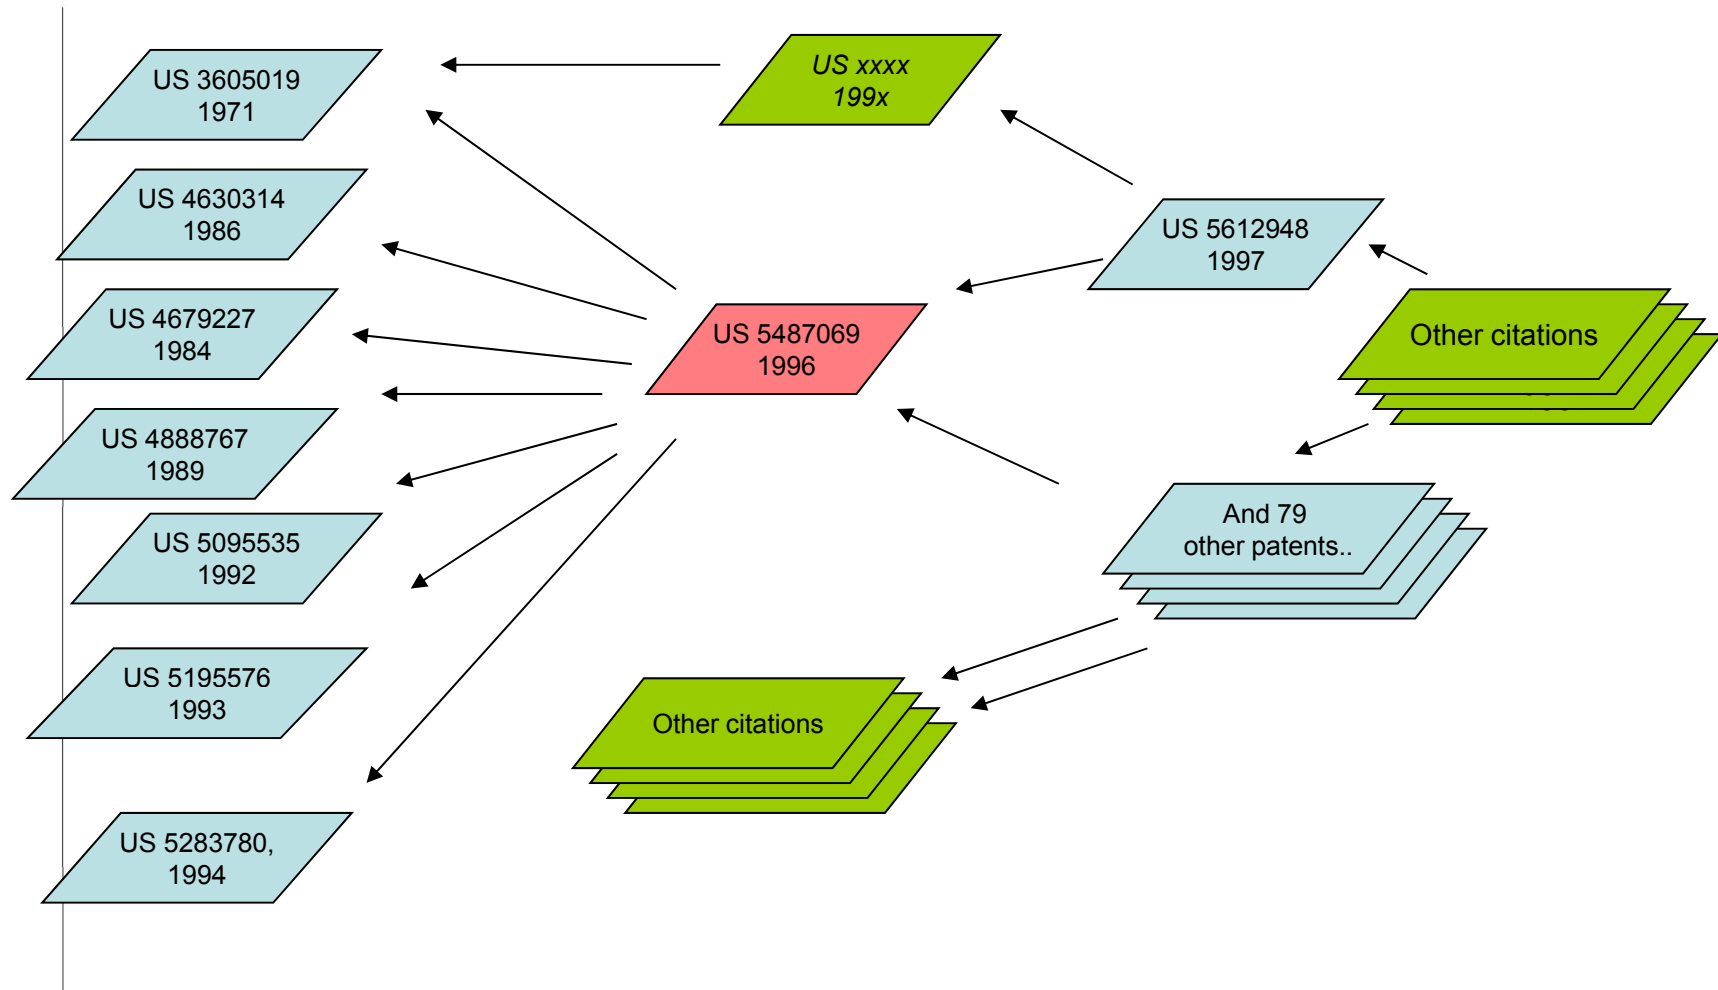 US 3605019
1971
US 4630314
1986
US 4679227
1984
US 4888767
1989
US 5095535
1992
US 5195576
1993
US 5283780,
1994
US xxxx
199x
US 5487069
1996
US 5612948
1997
Other citations
And 79
other patents..
Other citations